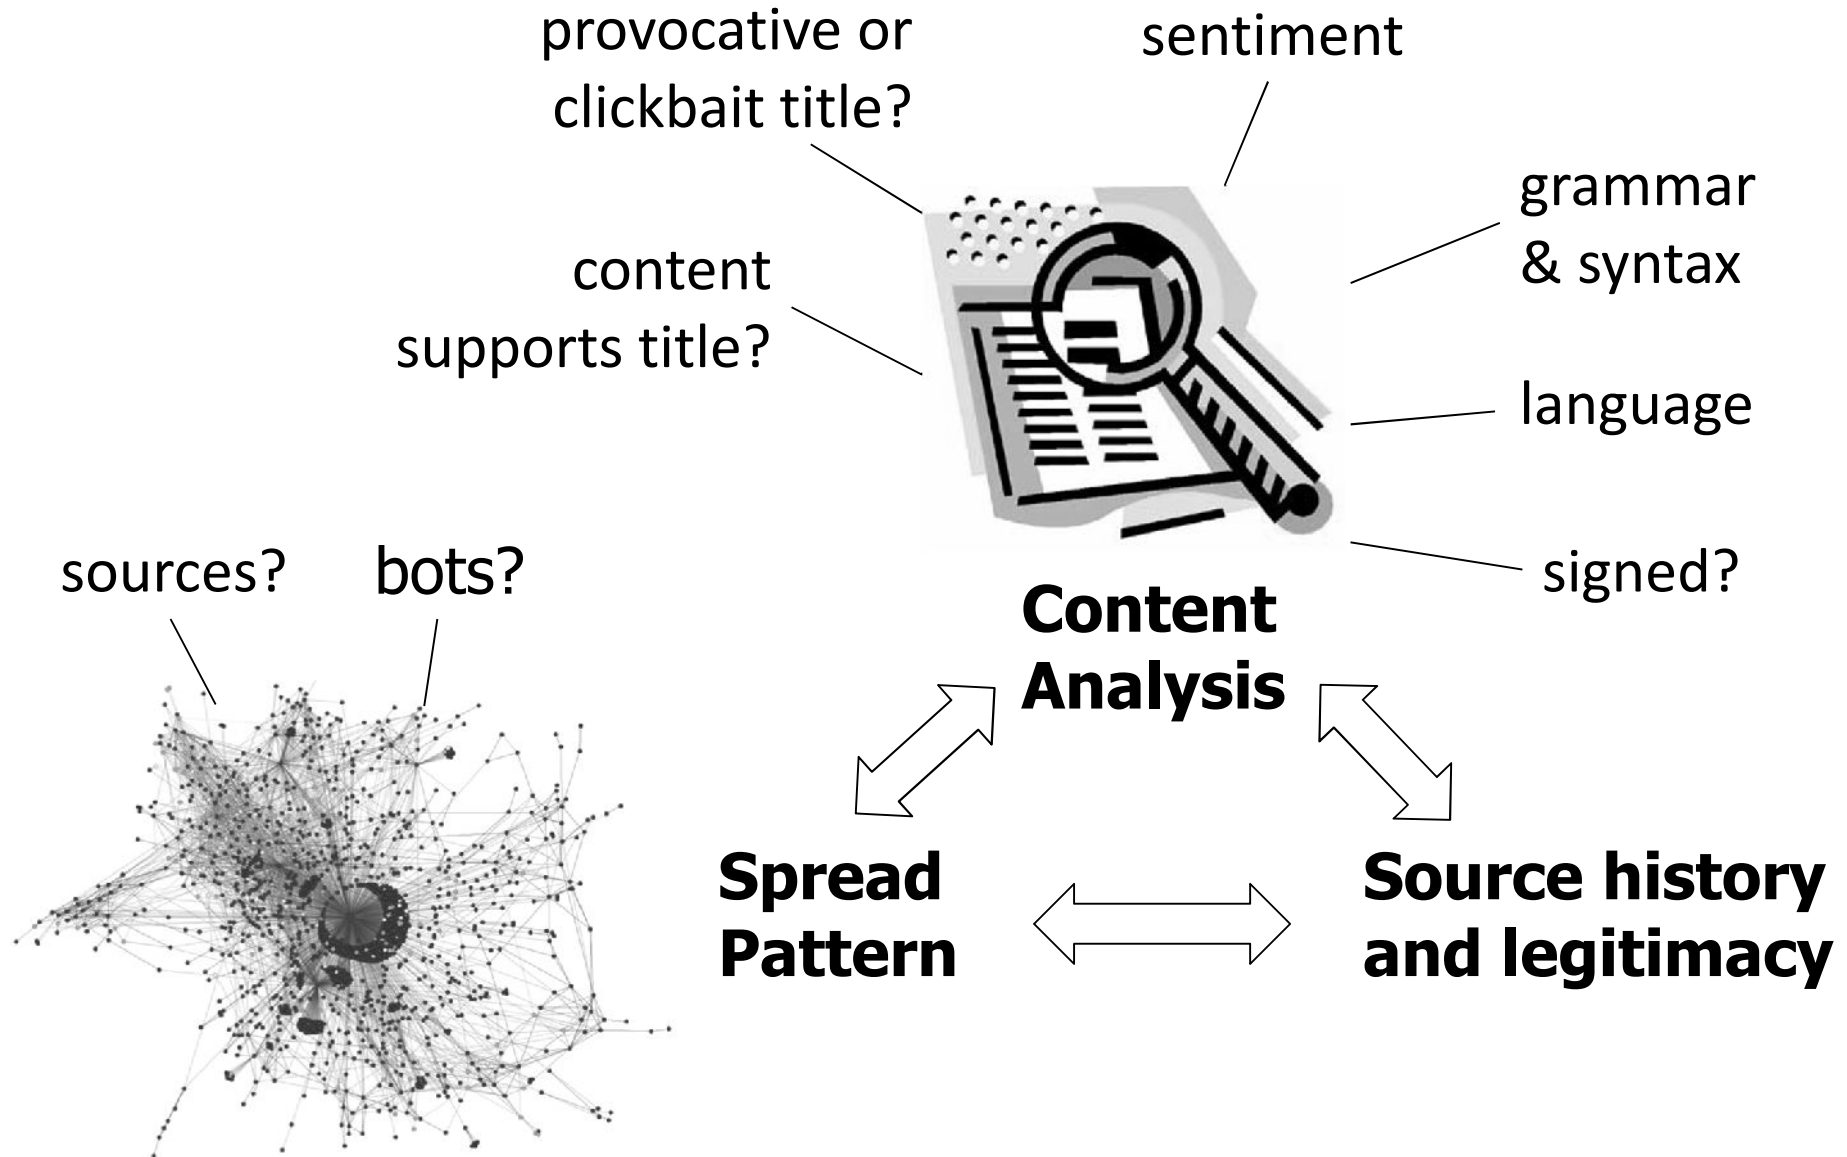 provocative or
clickbait title?
sentiment
grammar
& syntax
content
supports title?
language
sources?
bots?
signed?
Content
Analysis
Spread
Pattern
Source history
and legitimacy